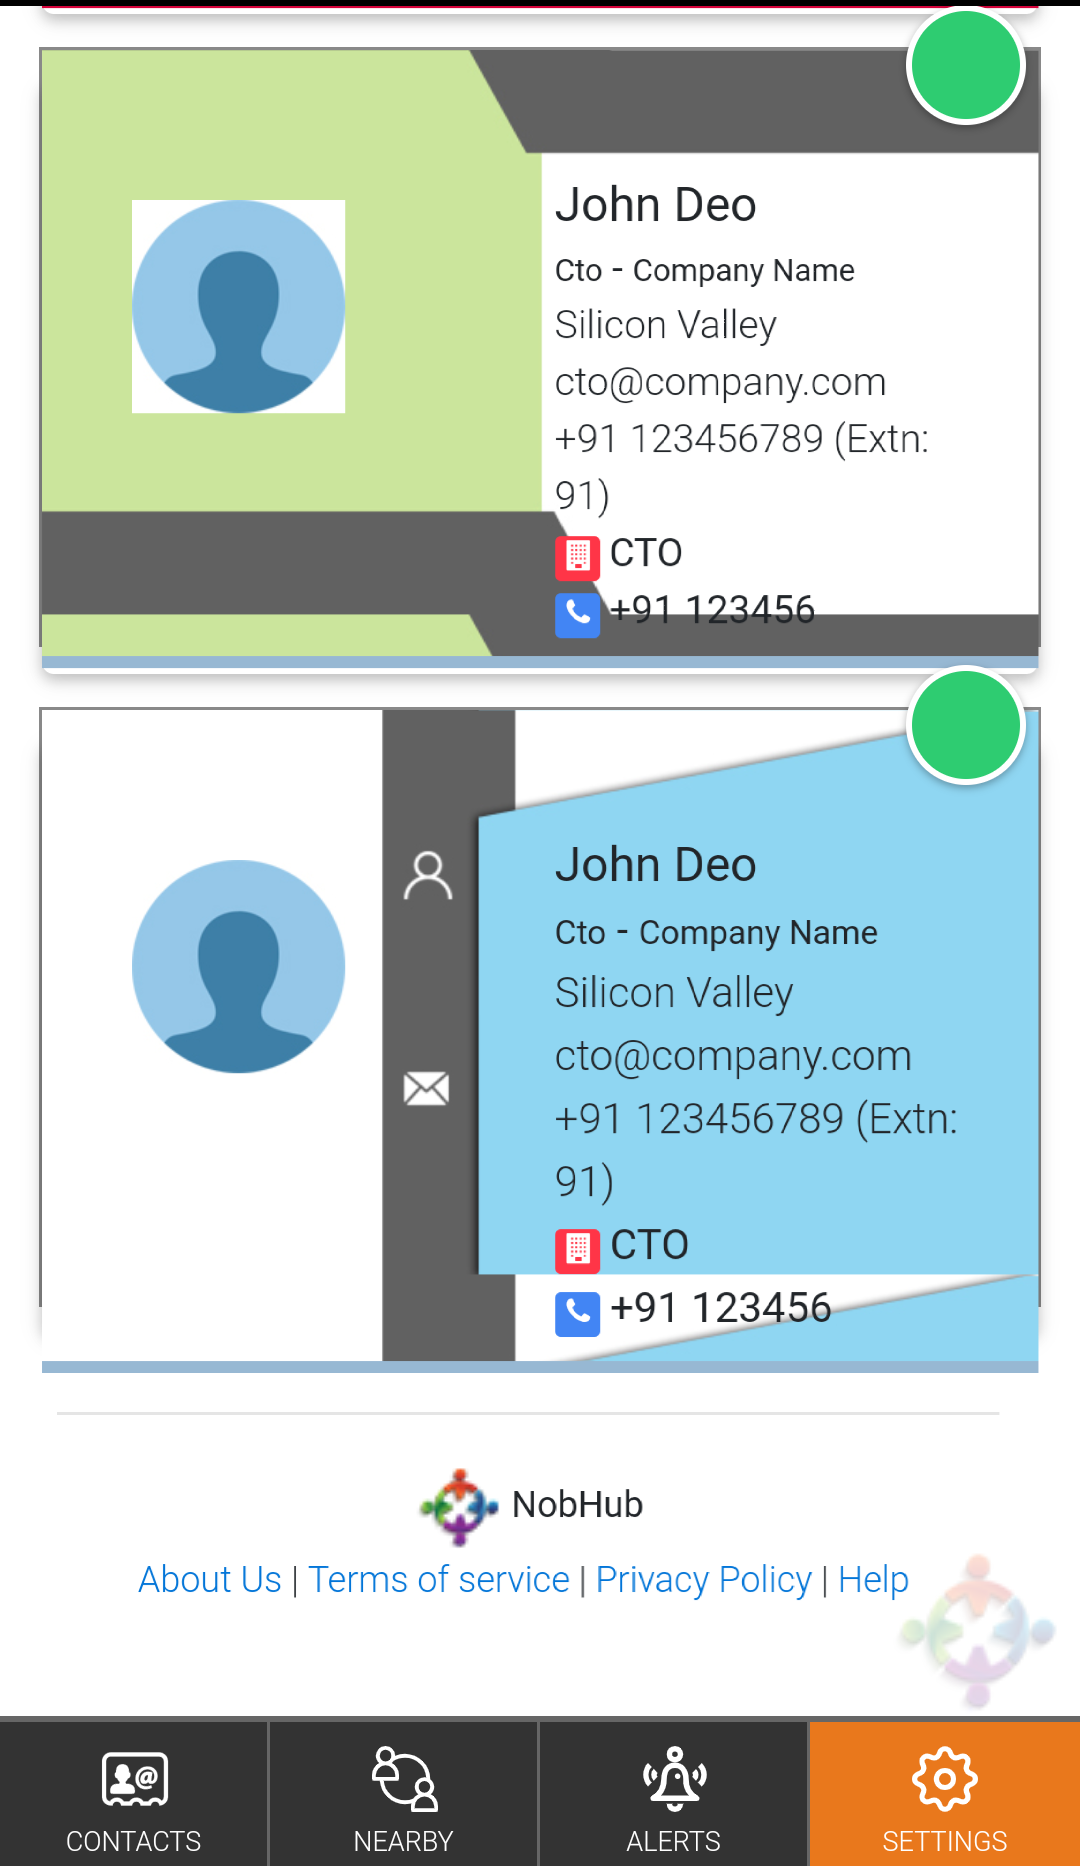 John Deo
Cto - Company Name
Silicon Valley
cto@company.com
+91 123456789 (Extn:
91)
CTO
+91 123456
John Deo
Cto - Company Name
Silicon Valley
cto@company.com
+91 123456789 (Extn:
91)
CTO
+91 123456
NobHub
About Us | Terms of service | Privacy Policy | Help
CONTACTS NEARBY ALERTS SETTINGS